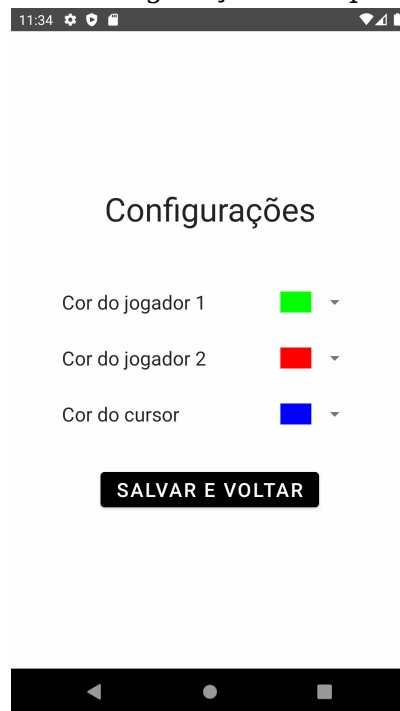 11:34
Configurações
Cor do jogador 1
Cor do jogador 2
Cor do cursor
SALVAR E VOLTAR